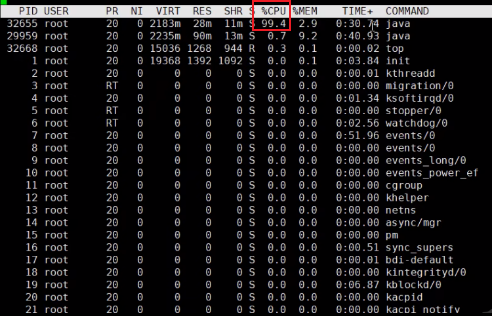 PID USER PR NI VIRT RES SHR S %CPU %MEM TIME+ COMMAND
32655 root 20 0 2183m 28m 11m S 99.4 2.9 0:30.74 java
29959 root 20 0 2235m 90m 13m S 0.7 9.2 0:40.93 java
32668 root 20 0 15036 1268 944 R 0.3 0.1 0:00.02 top
1 root 20 0 19368 1392 1092 S 0.0 0.1 0:03.84 init
2 root 20 0 0 0 0 S 0.0 0.0 0:00.01 kthreadd
3 root RT 0 0 0 0 S 0.0 0.0 0:00.00 migration/0
4 root 20 0 0 0 0 S 0.0 0.0 0:01.34 ksoftirqd/0
5 root RT 0 0 0 0 S 0.0 0.0 0:00.00 stopper/0
6 root RT 0 0 0 0 S 0.0 0.0 0:02.56 watchdog/0
7 root 20 0 0 0 0 S 0.0 0.0 0:51.96 events/0
8 root 20 0 0 0 0 S 0.0 0.0 0:00.00 events/0
9 root 20 0 0 0 0 S 0.0 0.0 0:00.00 events_long/0
10 root 20 0 0 0 0 S 0.0 0.0 0:00.00 events_power_ef
11 root 20 0 0 0 0 S 0.0 0.0 0:00.00 cgroup
12 root 20 0 0 0 0 S 0.0 0.0 0:00.00 khelper
13 root 20 0 0 0 0 S 0.0 0.0 0:00.00 netns
14 root 20 0 0 0 0 S 0.0 0.0 0:00.00 async/mgr
15 root 20 0 0 0 0 S 0.0 0.0 0:00.00 pm
16 root 20 0 0 0 0 S 0.0 0.0 0:00.51 sync_supers
17 root 20 0 0 0 0 S 0.0 0.0 0:00.01 bdi-default
18 root 20 0 0 0 0 S 0.0 0.0 0:00.00 kintegrityd/0
19 root 20 0 0 0 0 S 0.0 0.0 0:06.87 kblockd/0
20 root 20 0 0 0 0 S 0.0 0.0 0:00.00 kacpid
21 root 20 0 0 0 0 S 0.0 0.0 0:00.00 kacpi_notify